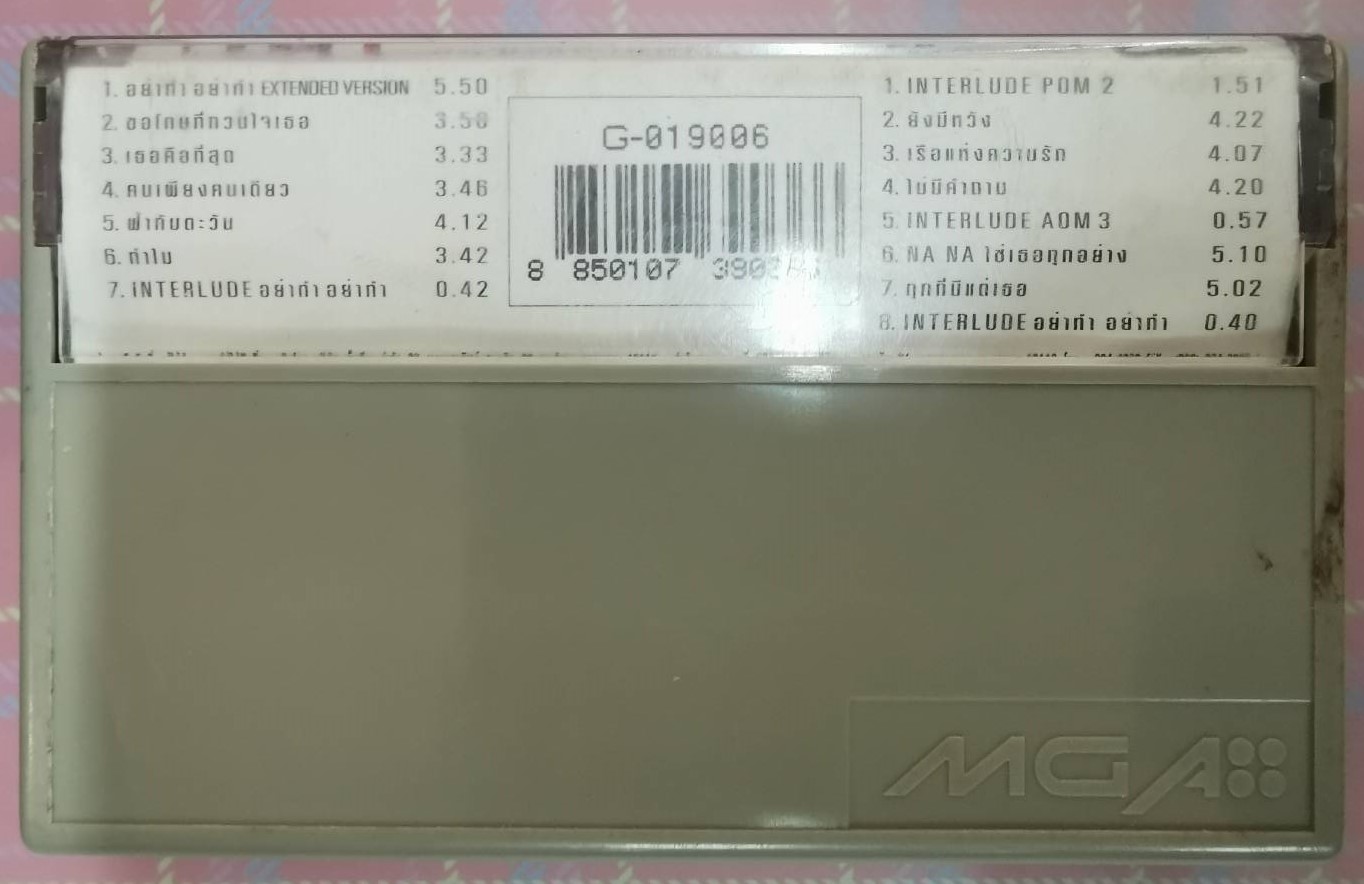 1. อย่าทำ อย่าทำ EXTENDED VERSION 5.50
2. ขอโทษที่กวนใจเธอ 3.58
3. เธอคือที่สุด 3.33
4. คนเพียงคนเดียว 3.46
5. ฟ้ากับตะวัน 4.12
6. ทำไม 3.42
7. INTERLUDE อย่าทำ อย่าทำ 0.42
G-019006
8 850107
1. INTERLUDE POM 2 1.51
2. ยังมีหวัง 4.22
3. เรือแห่งความรัก 4.07
4. ไม่มีคำถาม 4.20
5. INTERLUDE AOM 3 0.57
6. NA NA ใช่เธอทุกอย่าง 5.10
7. ทุกที่มีแต่เธอ 5.02
8. INTERLUDE อย่าทำ อย่าทำ 0.40
MGA